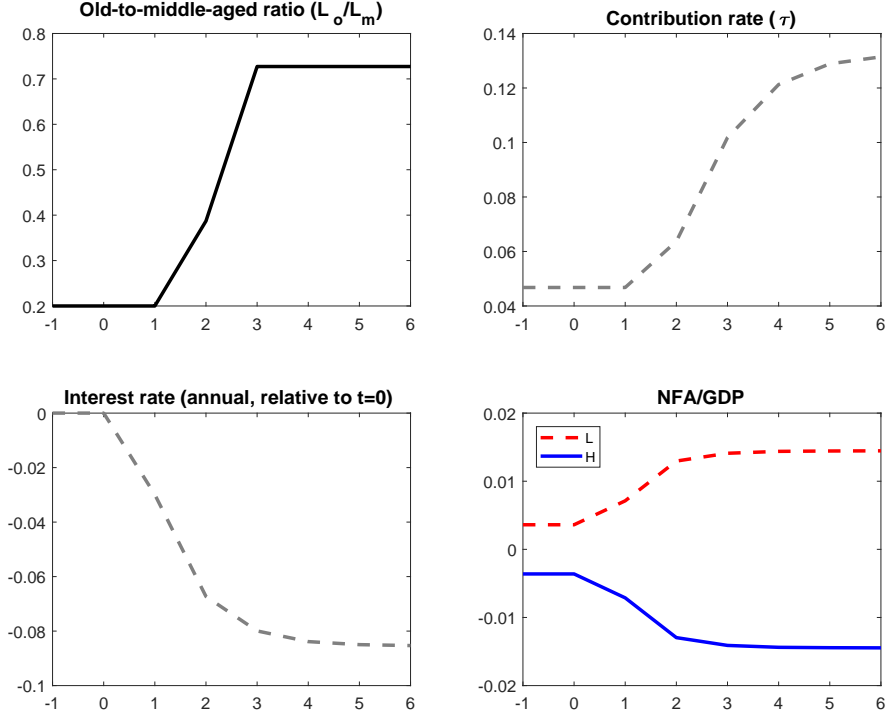 Old-to-middle-aged ratio (L_o/L_m)
0.8
0.7
0.6
0.5
0.4
0.3
0.2
-1 0 1 2 3 4 5 6
Contribution rate (τ)
0.14
0.12
0.1
0.08
0.06
0.04
-1 0 1 2 3 4 5 6
Interest rate (annual, relative to t=0)
0
-0.02
-0.04
-0.06
-0.08
-0.1
-1 0 1 2 3 4 5 6
NFA/GDP
0.02
0.01
0
-0.01
-0.02
L
H
-1 0 1 2 3 4 5 6